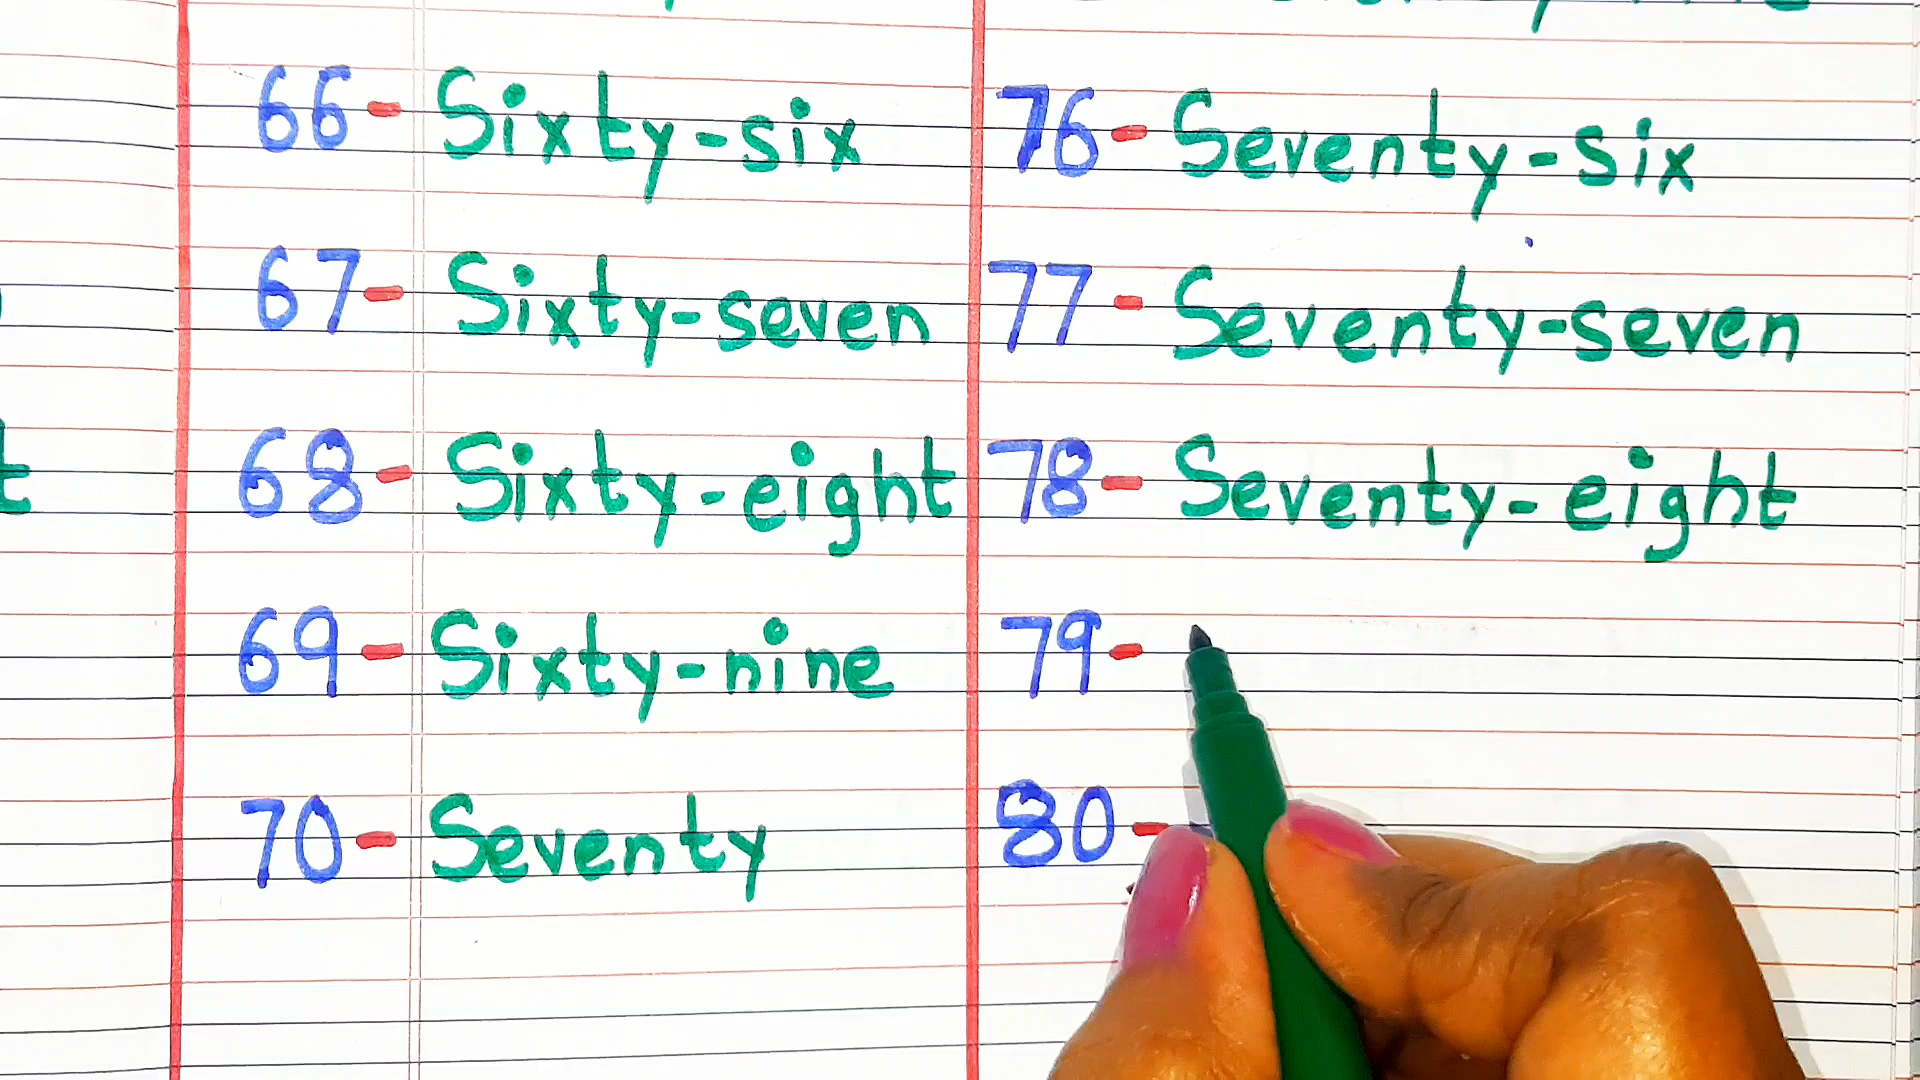 66 - Sixty-six
67 - Sixty-seven
68 - Sixty-eight
69 - Sixty-nine
70 - Seventy
76 - Seventy-six
77 - Seventy-seven
78 - Seventy-eight
79 -
80 -